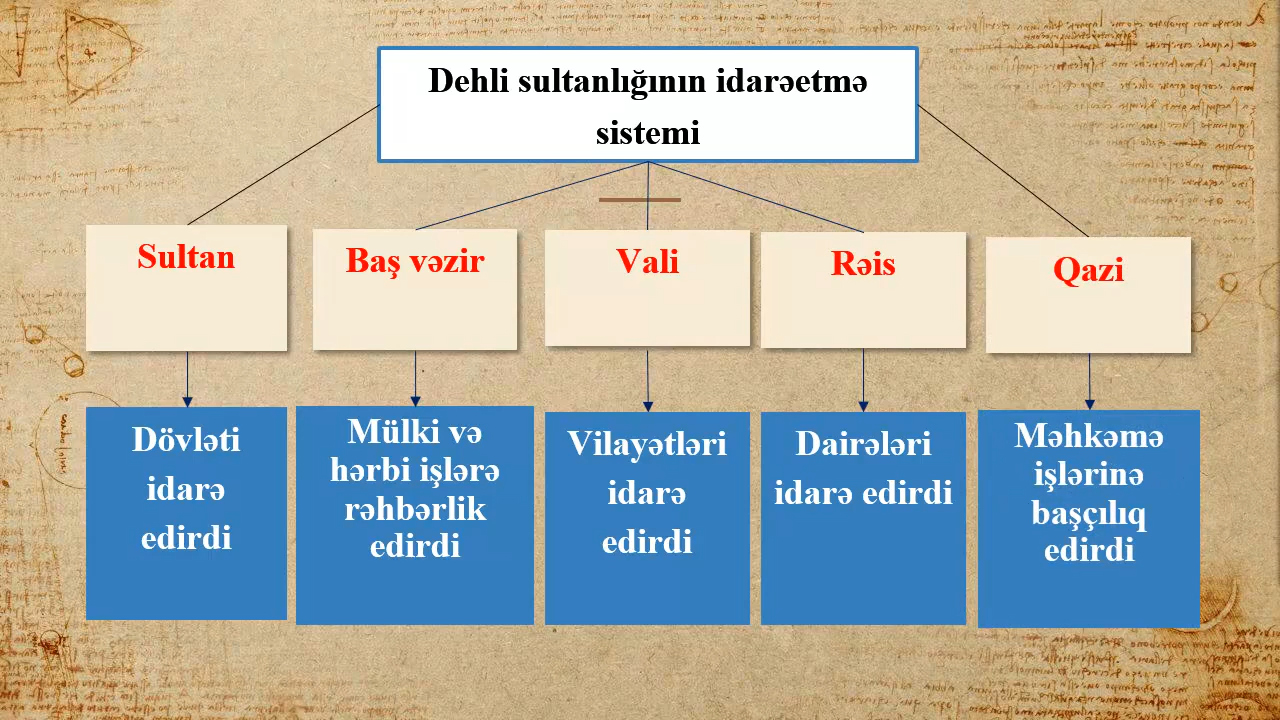 Dehli sultanlığının idarəetmə
sistemi
Sultan
Baş vəzir
Vali
Rəis
Qazi
Dövləti
idarə
edirdi
Mülki və
hərbi işlərə
rəhbərlik
edirdi
Vilayətləri
idarə
edirdi
Dairələri
idarə edirdi
Məhkəmə
işlərinə
başçılıq
edirdi